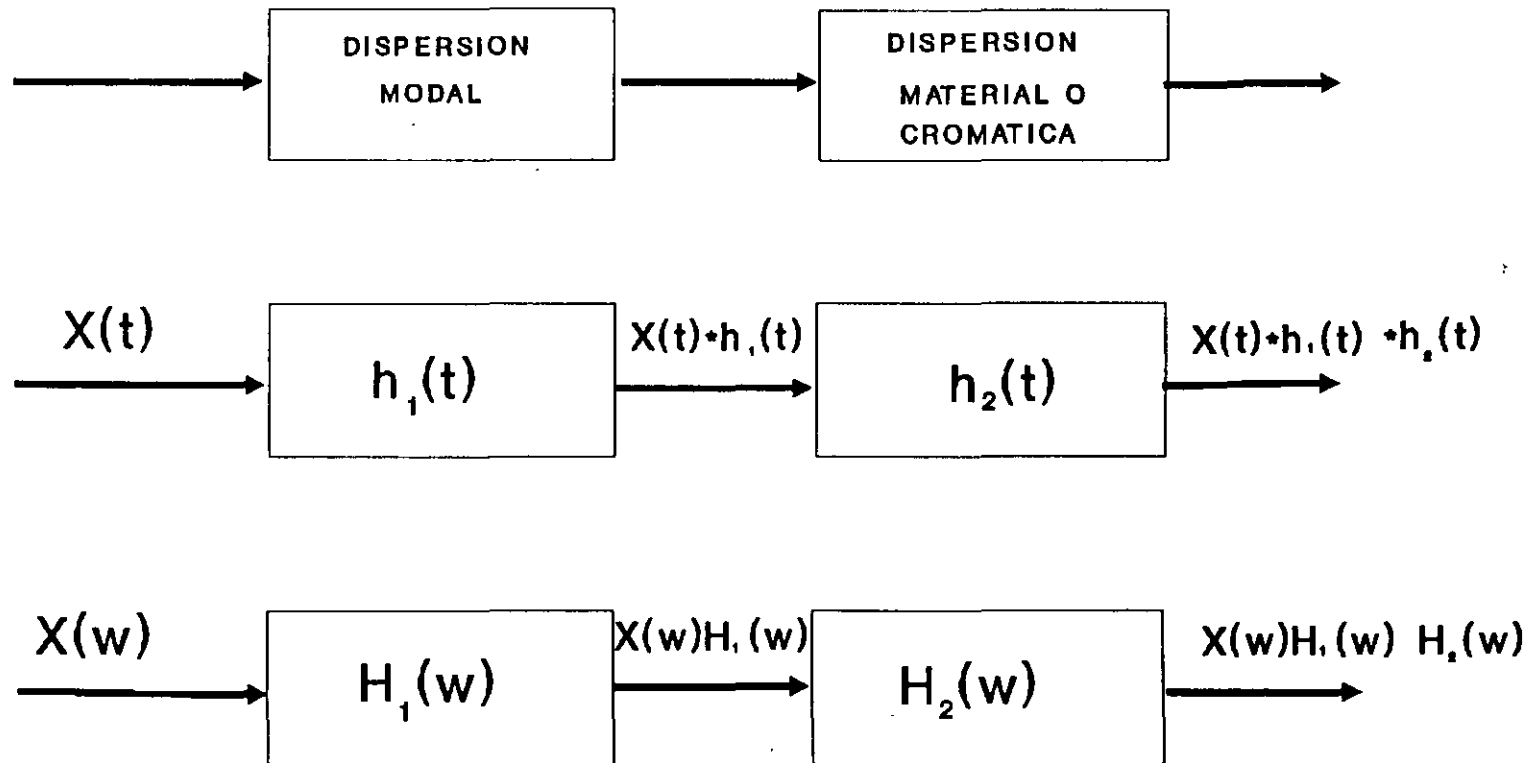 DISPERSION
MODAL
DISPERSION
MATERIAL O
CROMATICA
X(t)
h₁(t)
X(t)*h₁(t)
h₂(t)
X(t)*h₁(t) *h₂(t)
X(w)
H₁(w)
X(w)H₁(w)
H₂(w)
X(w)H₁(w) H₂(w)